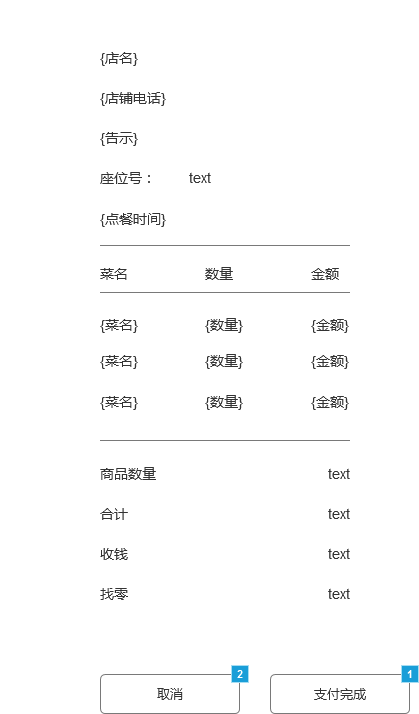 {店名}
{店铺电话}
{告示}
座位号： text
{点餐时间}
菜名 数量 金额
{菜名} {数量} {金额}
{菜名} {数量} {金额}
{菜名} {数量} {金额}
商品数量 text
合计 text
收钱 text
找零 text
2 1
取消 支付完成